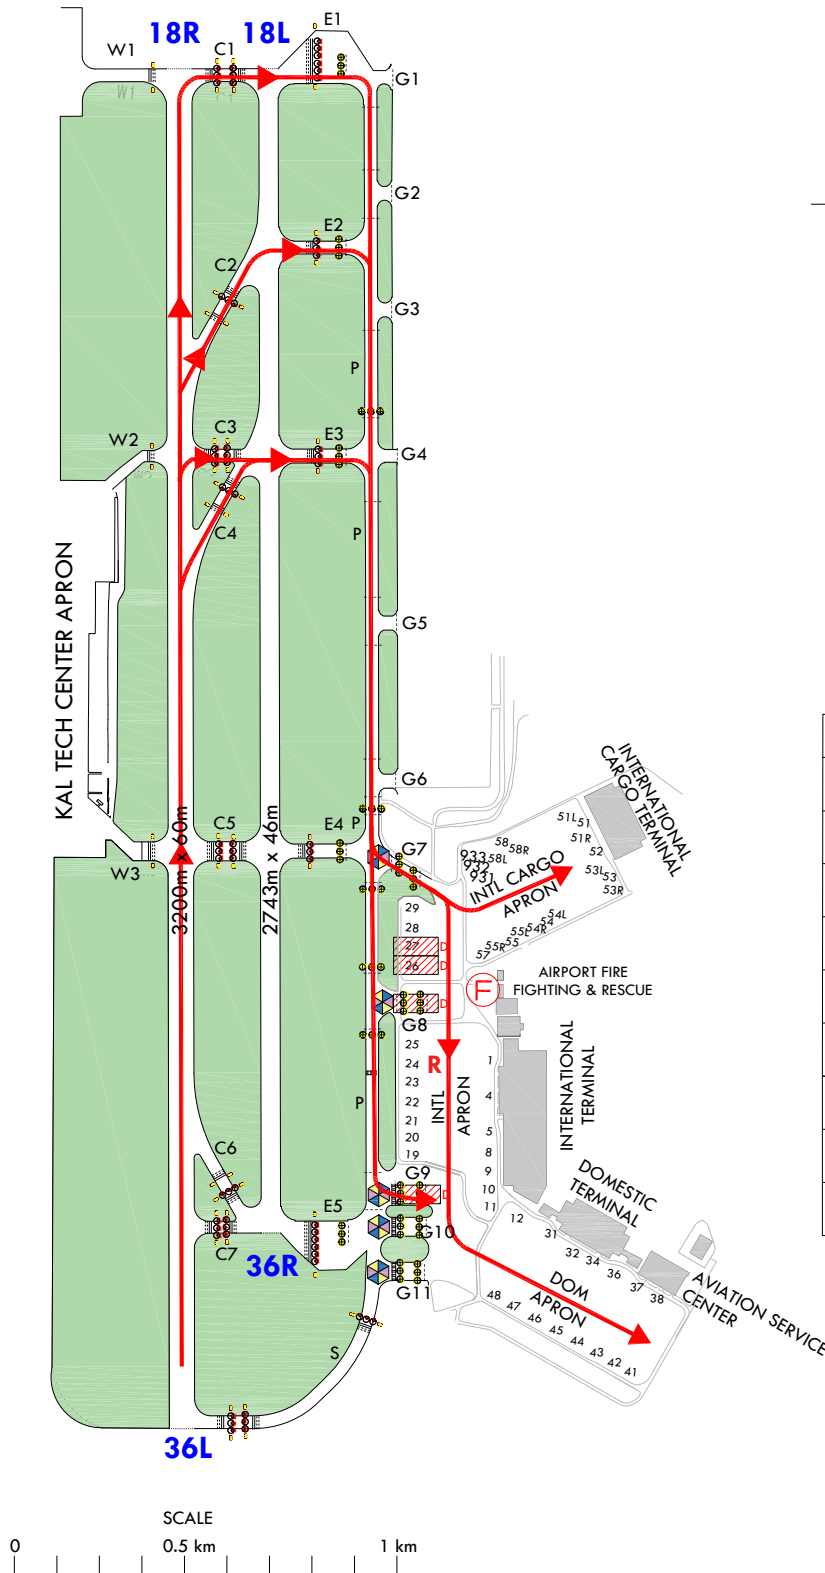 18R
18L
E1
W1
C1
G1
W1
C1
G2
E2
C2
G3
P
C3
E3
W2
G4
W2
C4
P
KAL TECH CENTER APRON
G5
G6
INTERNATIONAL
CARGO TERMINAL
3200m x 60m
2743m x 46m
C5
E4
P
G7
W3
58
58R
933
932
931
58L
51L
51
51R
52
53L
53
53R
INTL CARGO
APRON
54L
54
54R
55L
55
55R
57
29
28
27
D
26
D
F
AIRPORT FIRE
FIGHTING & RESCUE
D
G8
25
24
23
22
21
20
19
R
INTL
APRON
1
4
5
8
9
10
11
INTERNATIONAL
TERMINAL
P
C6
G9
D
E5
G10
C7
36R
G11
12
31
32
34
36
37
38
DOMESTIC
TERMINAL
DOM
APRON
48
47
46
45
44
43
42
41
AVIATION SERVICE
CENTER
S
36L
SCALE
0
0.5 km
1 km